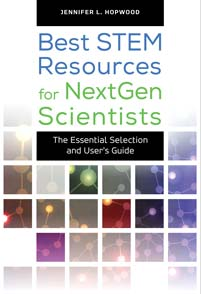 JENNIFER L. HOPWOOD
Best STEM
Resources
for NextGen
Scientists
The Essential Selection
and User's Guide